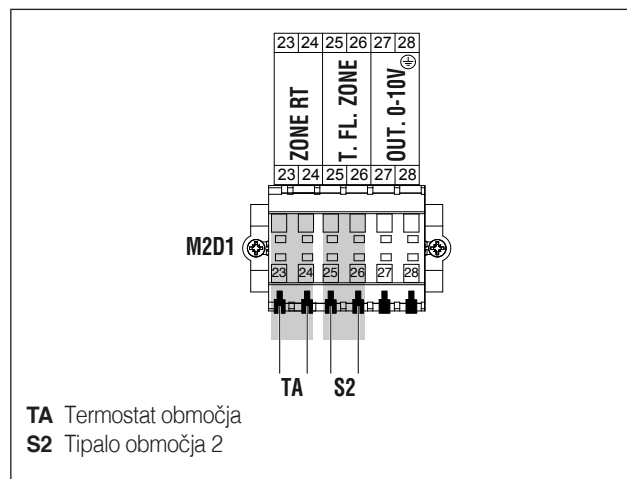 23 24 25 26 27 28
ZONE RT
T. FL. ZONE
OUT. 0-10V
23 24 25 26 27 28
M2D1
23 24 25 26 27 28
TA S2
TA Termostat območja
S2 Tipalo območja 2